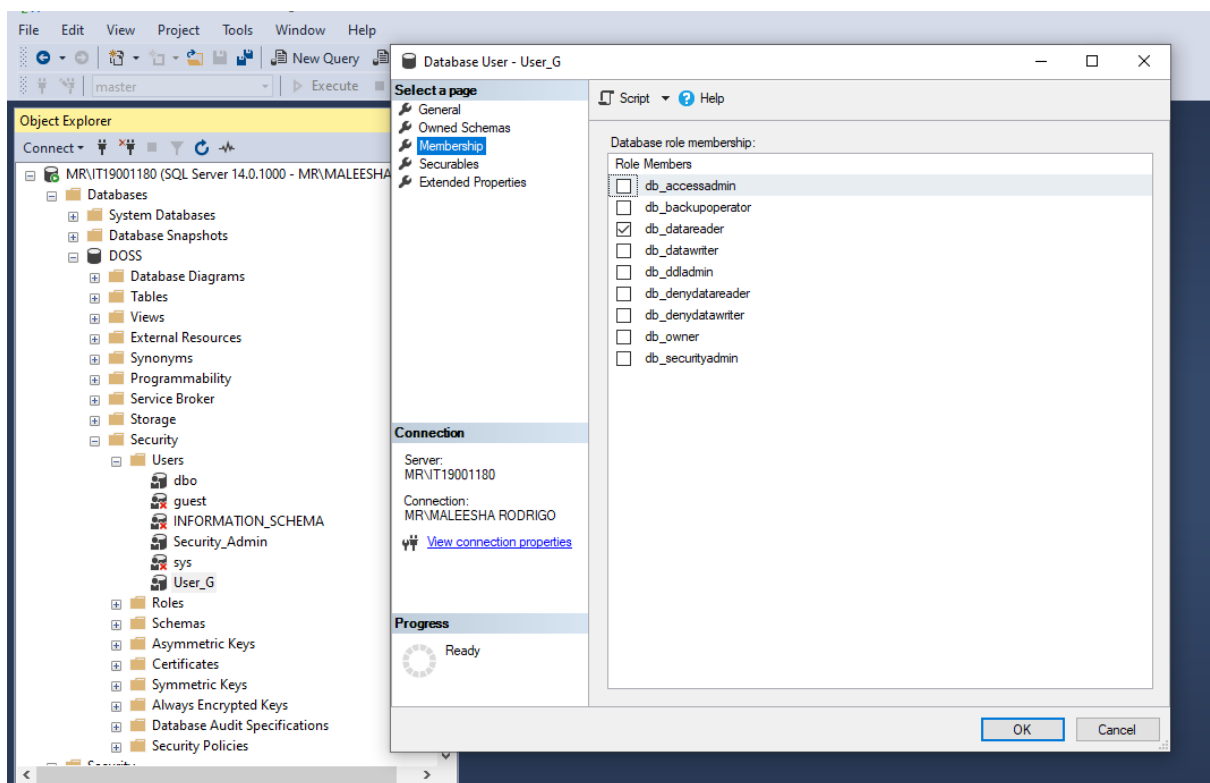 File Edit View Project Tools Window Help
New Query
master
Execute
Object Explorer
Connect
MR\IT19001180 (SQL Server 14.0.1000 - MR\MALEESHA
Databases
System Databases
Database Snapshots
DOSS
Database Diagrams
Tables
Views
External Resources
Synonyms
Programmability
Service Broker
Storage
Security
Users
dbo
guest
INFORMATION_SCHEMA
Security_Admin
sys
User_G
Roles
Schemas
Asymmetric Keys
Certificates
Symmetric Keys
Always Encrypted Keys
Database Audit Specifications
Security Policies
Database User - User_G
Select a page
General
Owned Schemas
Membership
Securables
Extended Properties
Connection
Server:
MR\IT19001180
Connection:
MR\MALEESHA RODRIGO
View connection properties
Progress
Ready
Script Help
Database role membership:
Role Members
db_accessadmin
db_backupoperator
db_datareader
db_datawriter
db_ddladmin
db_denydatareader
db_denydatawriter
db_owner
db_securityadmin
OK Cancel